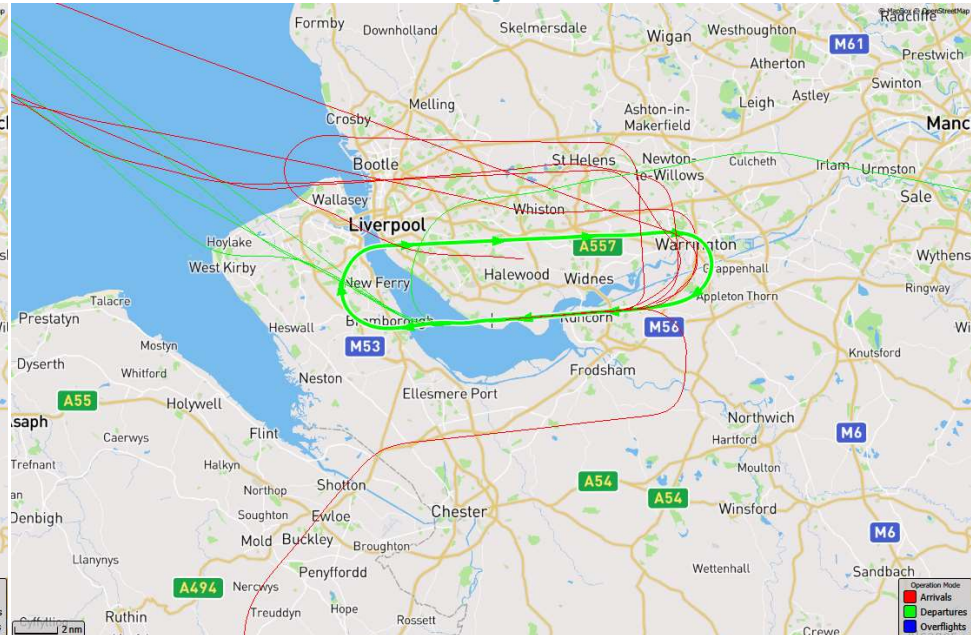 © MapBox © OpenStreetMap
Formby
Downholland
Skelmersdale
Wigan
Westhoughton
Radcliffe
M61
Prestwich
Atherton
Swinton
Melling
Crosby
Ashton-in-
Makerfield
Leigh
Astley
Manc
Bootle
St Helens
Newton-
le-Willows
Culcheth
Irlam
Urmston
Sale
Wallasey
Whiston
Liverpool
A557
Warrington
Hoylake
West Kirby
Halewood
Widnes
Grappenhall
Wythens
New Ferry
Appleton Thorn
Ringway
Talacre
Prestatyn
Heswall
Bromborough
Runcorn
M56
M53
Mostyn
Knutsford
Dyserth
Whitford
Neston
Frodsham
Ellesmere Port
A55
Holywell
Northwich
Asaph
Caerwys
Flint
Hartford
M6
Trefnant
Halkyn
Moulton
Shotton
A54
A54
Northop
Denbigh
Soughton
Ewloe
Chester
Winsford
M6
Mold
Buckley
Broughton
Llanynys
Wettenhall
Sandbach
Penyffordd
A494
Nercwys
Ruthin
Treuddyn
Hope
Rossett
Crewe
2 nm
Operation Mode
Arrivals
Departures
Overflights